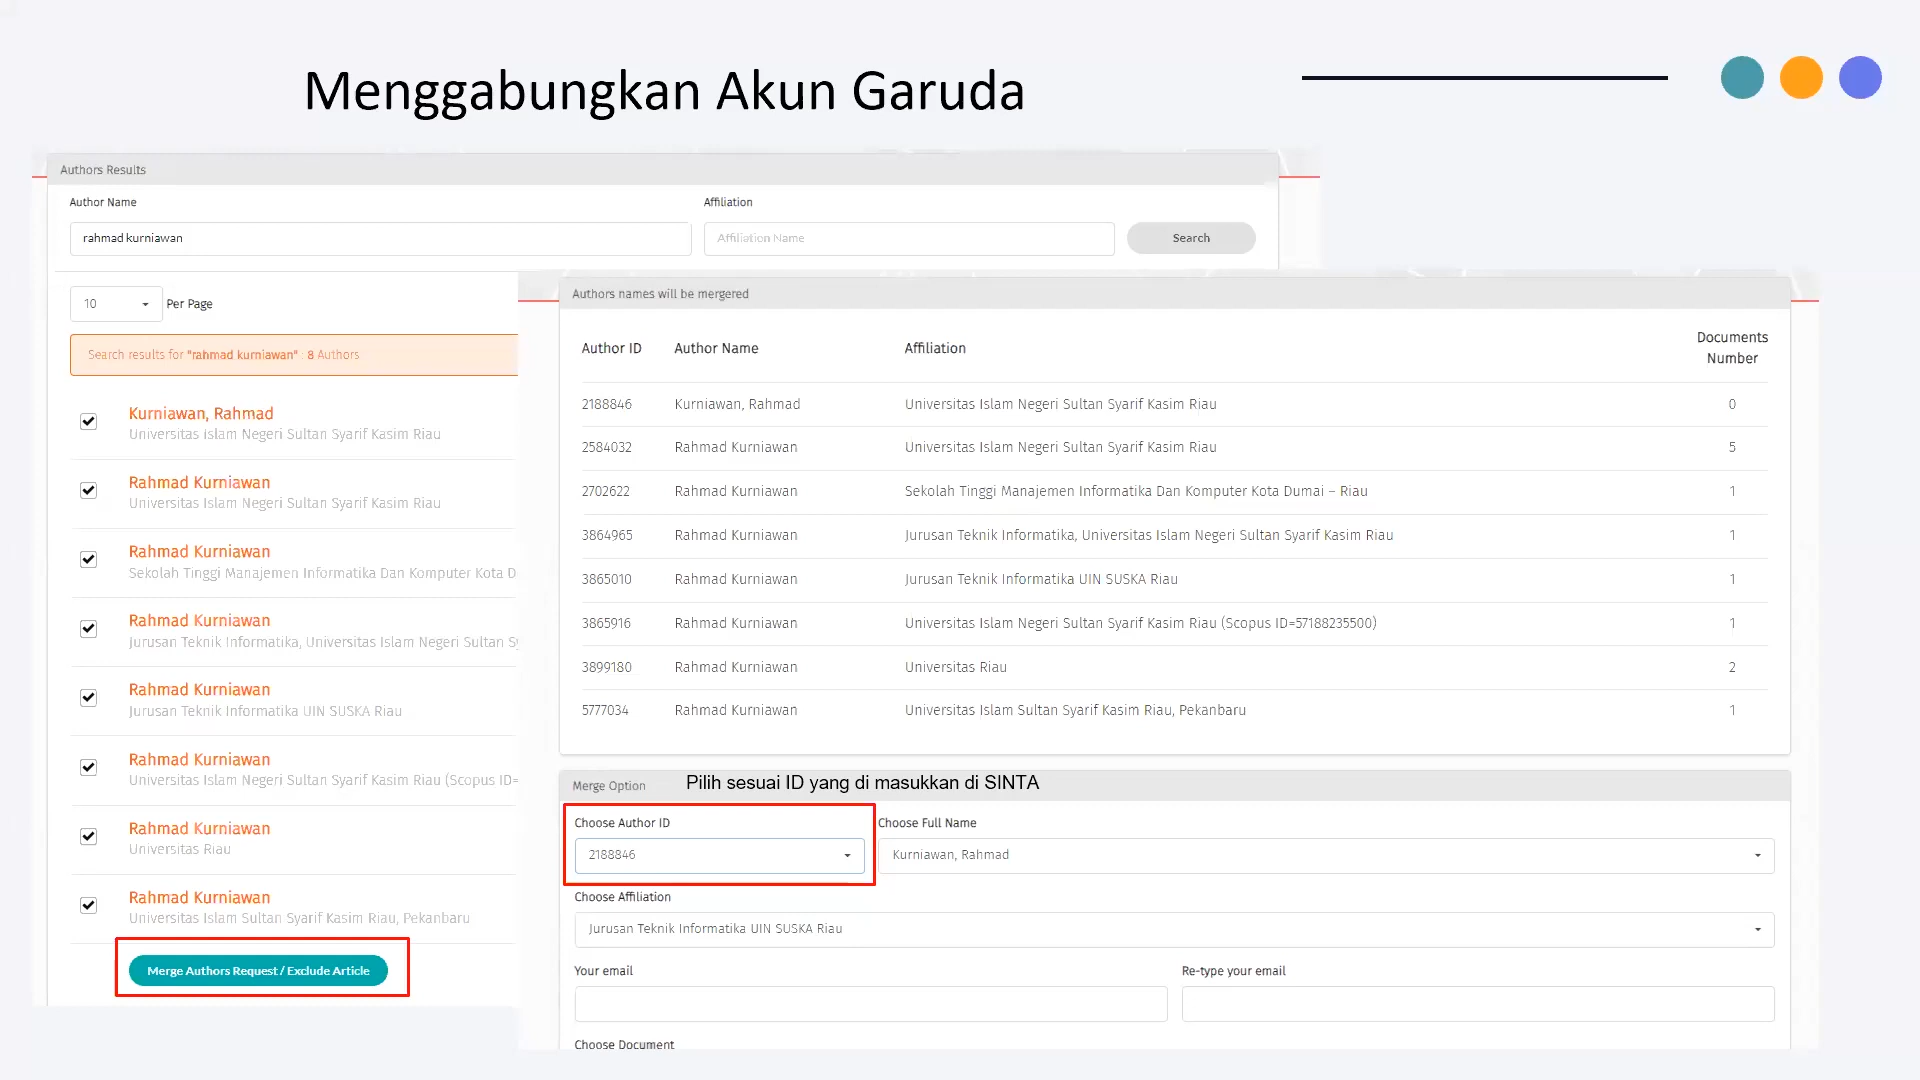 Menggabungkan Akun Garuda
Authors Results
Author Name
Affiliation
rahmad kurniawan
Affiliation Name
Search
10
Per Page
Search results for "rahmad kurniawan" : 8 Authors
Kurniawan, Rahmad
Universitas Islam Negeri Sultan Syarif Kasim Riau
Rahmad Kurniawan
Universitas Islam Negeri Sultan Syarif Kasim Riau
Rahmad Kurniawan
Sekolah Tinggi Manajemen Informatika Dan Komputer Kota D
Rahmad Kurniawan
Jurusan Teknik Informatika, Universitas Islam Negeri Sultan Sy
Rahmad Kurniawan
Jurusan Teknik Informatika UIN SUSKA Riau
Rahmad Kurniawan
Universitas Islam Negeri Sultan Syarif Kasim Riau (Scopus ID=
Rahmad Kurniawan
Universitas Riau
Rahmad Kurniawan
Universitas Islam Sultan Syarif Kasim Riau, Pekanbaru
Merge Authors Request / Exclude Article
Authors names will be mergered
Author ID Author Name Affiliation Documents Number
2188846 Kurniawan, Rahmad Universitas Islam Negeri Sultan Syarif Kasim Riau 0
2584032 Rahmad Kurniawan Universitas Islam Negeri Sultan Syarif Kasim Riau 5
2702622 Rahmad Kurniawan Sekolah Tinggi Manajemen Informatika Dan Komputer Kota Dumai – Riau 1
3864965 Rahmad Kurniawan Jurusan Teknik Informatika, Universitas Islam Negeri Sultan Syarif Kasim Riau 1
3865010 Rahmad Kurniawan Jurusan Teknik Informatika UIN SUSKA Riau 1
3865916 Rahmad Kurniawan Universitas Islam Negeri Sultan Syarif Kasim Riau (Scopus ID=57188235500) 1
3899180 Rahmad Kurniawan Universitas Riau 2
5777034 Rahmad Kurniawan Universitas Islam Sultan Syarif Kasim Riau, Pekanbaru 1
Merge Option
Pilih sesuai ID yang di masukkan di SINTA
Choose Author ID
Choose Full Name
2188846
Kurniawan, Rahmad
Choose Affiliation
Jurusan Teknik Informatika UIN SUSKA Riau
Your email
Re-type your email
Choose Document